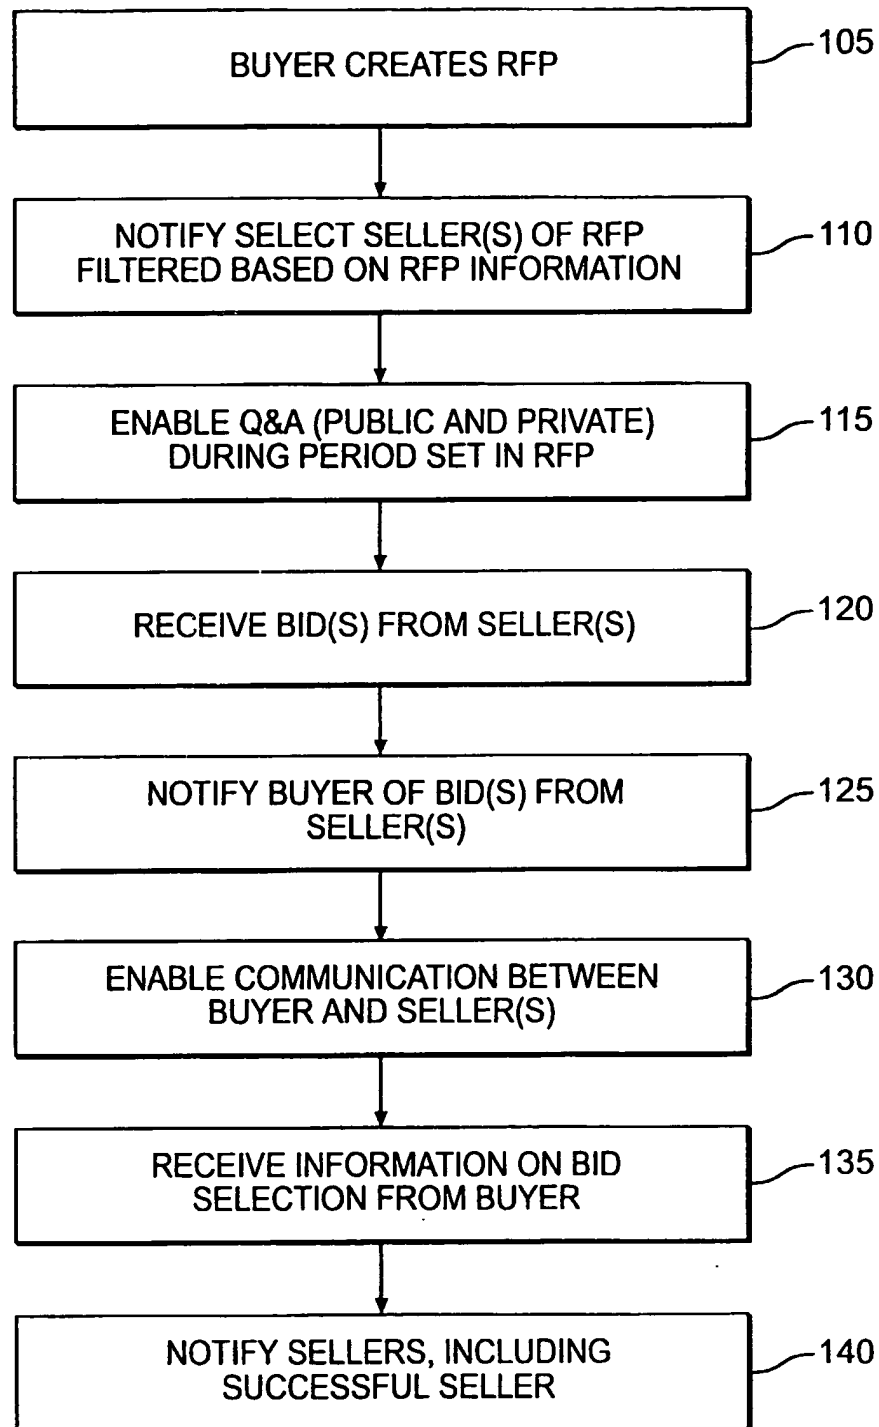 BUYER CREATES RFP
105
NOTIFY SELECT SELLER(S) OF RFP
FILTERED BASED ON RFP INFORMATION
110
ENABLE Q&A (PUBLIC AND PRIVATE)
DURING PERIOD SET IN RFP
115
RECEIVE BID(S) FROM SELLER(S)
120
NOTIFY BUYER OF BID(S) FROM
SELLER(S)
125
ENABLE COMMUNICATION BETWEEN
BUYER AND SELLER(S)
130
RECEIVE INFORMATION ON BID
SELECTION FROM BUYER
135
NOTIFY SELLERS, INCLUDING
SUCCESSFUL SELLER
140